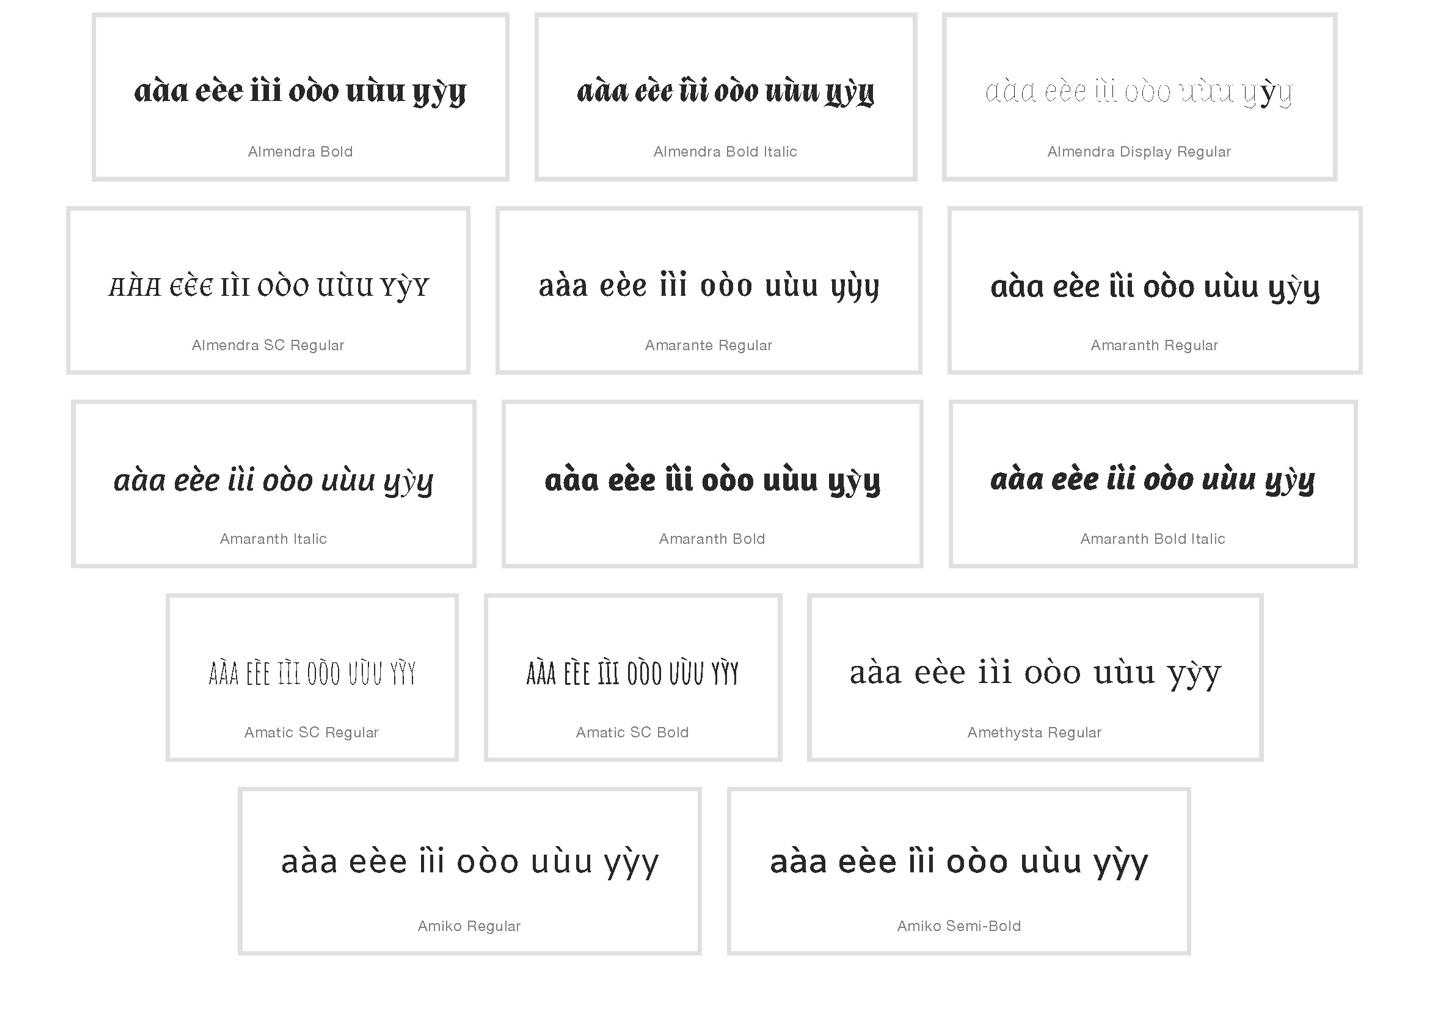 aàa eèe iìi oòo uùu yỳy
Almendra Bold
aàa eèe iìi oòo uùu yỳy
Almendra Bold Italic
aàa eèe iìi oòo uùu yỳy
Almendra Display Regular
AÀA EÈE IÌI OÒO UÙU YỳY
Almendra SC Regular
aàa eèe iìi oòo uùu yỳy
Amarante Regular
aàa eèe iìi oòo uùu yỳy
Amaranth Regular
aàa eèe iìi oòo uùu yỳy
Amaranth Italic
aàa eèe iìi oòo uùu yỳy
Amaranth Bold
aàa eèe iìi oòo uùu yỳy
Amaranth Bold Italic
AÀA EÈE IÌI OÒO UÙU YỲY
Amatic SC Regular
AÀA EÈE IÌI OÒO UÙU YỲY
Amatic SC Bold
aàa eèe iìi oòo uùu yỳy
Amethysta Regular
aàa eèe iìi oòo uùu yỳy
Amiko Regular
aàa eèe iìi oòo uùu yỳy
Amiko Semi-Bold